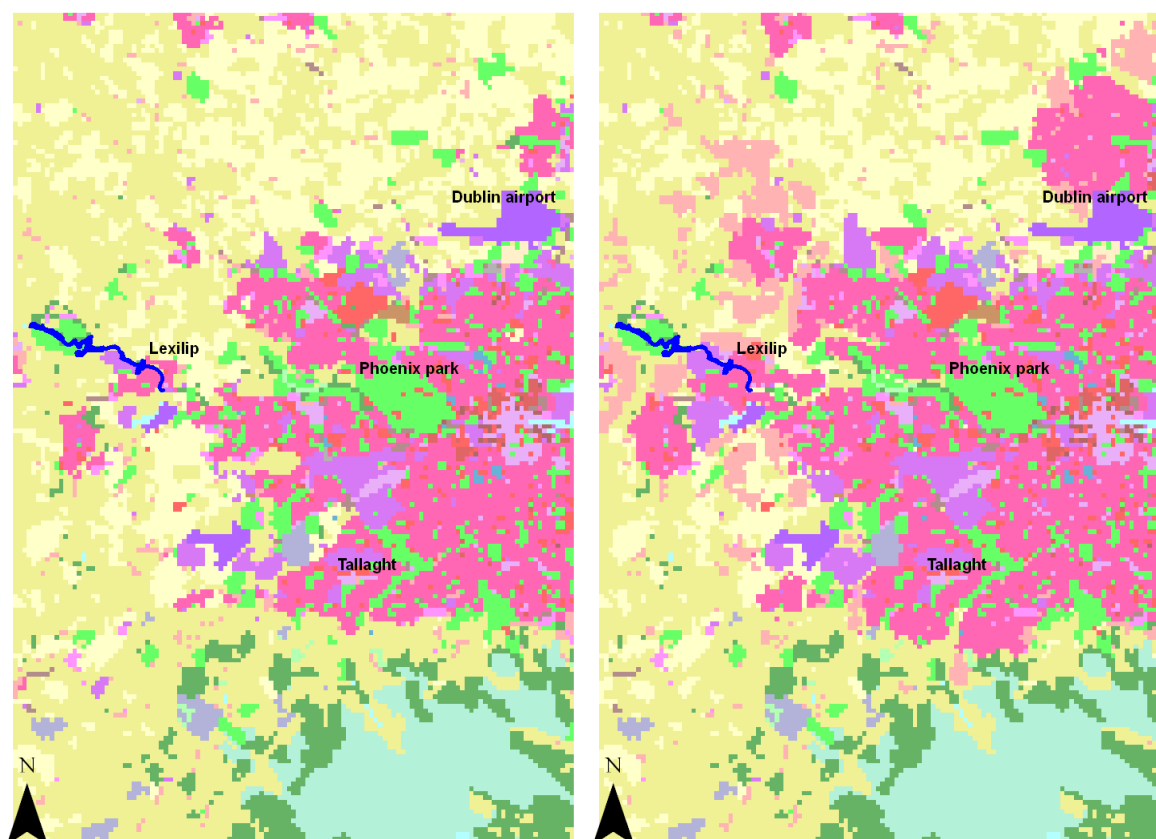 Dublin airport
Lexilip
Phoenix park
Tallaght
N
Dublin airport
Lexilip
Phoenix park
Tallaght
N